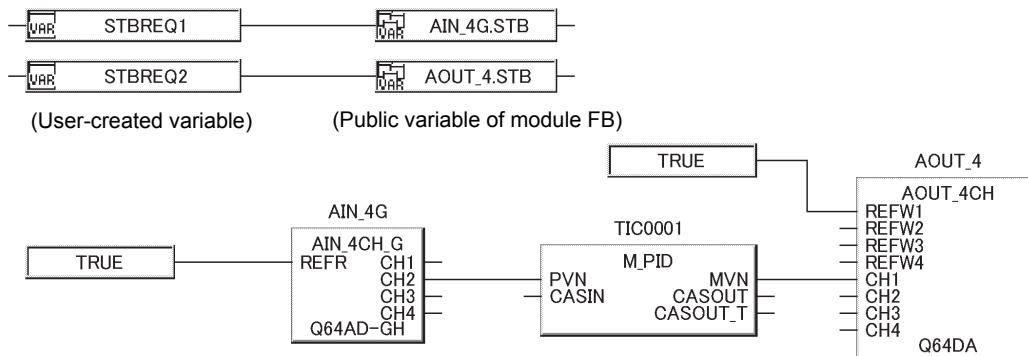 VAR STBREQ1 VAR AIN_4G.STB
VAR STBREQ2 VAR AOUT_4.STB
(User-created variable) (Public variable of module FB)
TRUE AOUT_4
AOUT_4CH
REFW1
REFW2
REFW3
REFW4
CH1
CH2
CH3
CH4
Q64DA
AIN_4G
AIN_4CH_G
TRUE REFR CH1
CH2
CH3
CH4
Q64AD-GH
TIC0001
M_PID
PVN MVN
CASIN CASOUT
CASOUT_T